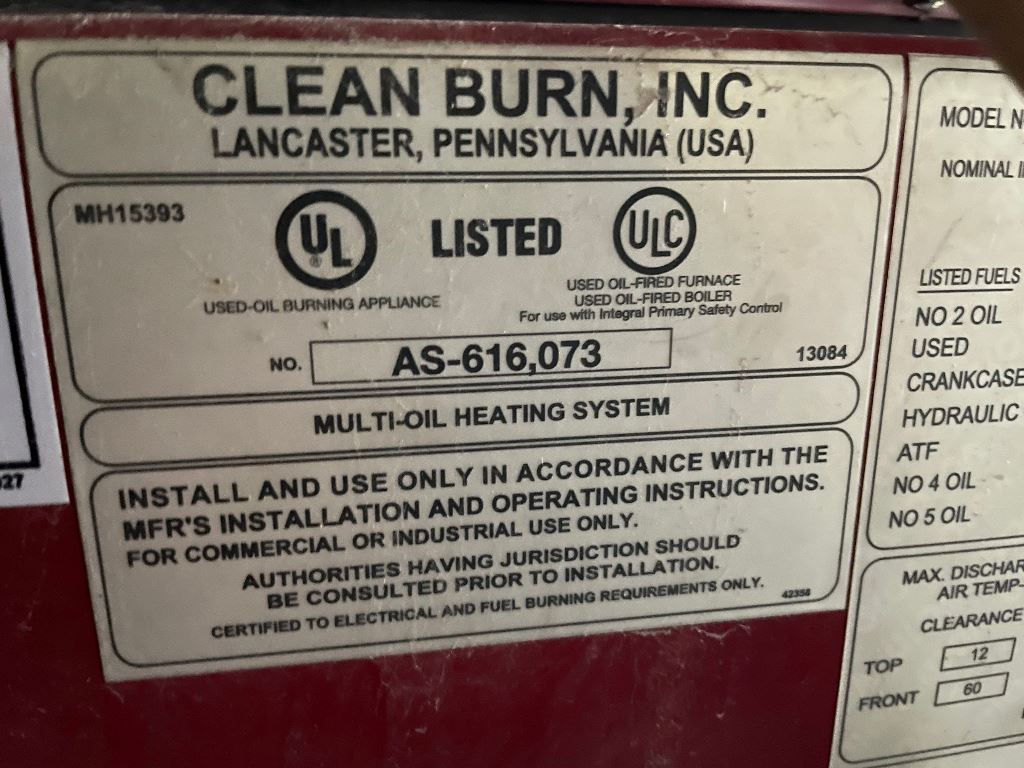 CLEAN BURN, INC.
LANCASTER, PENNSYLVANIA (USA)
MH15393
UL
®
LISTED
ULC
USED-OIL BURNING APPLIANCE
USED OIL-FIRED FURNACE
USED OIL-FIRED BOILER
For use with Integral Primary Safety Control
NO. AS-616,073
13084
MULTI-OIL HEATING SYSTEM
INSTALL AND USE ONLY IN ACCORDANCE WITH THE
MFR'S INSTALLATION AND OPERATING INSTRUCTIONS.
FOR COMMERCIAL OR INDUSTRIAL USE ONLY.
AUTHORITIES HAVING JURISDICTION SHOULD
BE CONSULTED PRIOR TO INSTALLATION.
CERTIFIED TO ELECTRICAL AND FUEL BURNING REQUIREMENTS ONLY.
42358
27
MODEL N
NOMINAL
LISTED FUELS
NO 2 OIL
USED
CRANKCASE
HYDRAULIC
ATF
NO 4 OIL
NO 5 OIL
MAX. DISCHAR
AIR TEMP-
CLEARANCE
TOP 12
FRONT 60